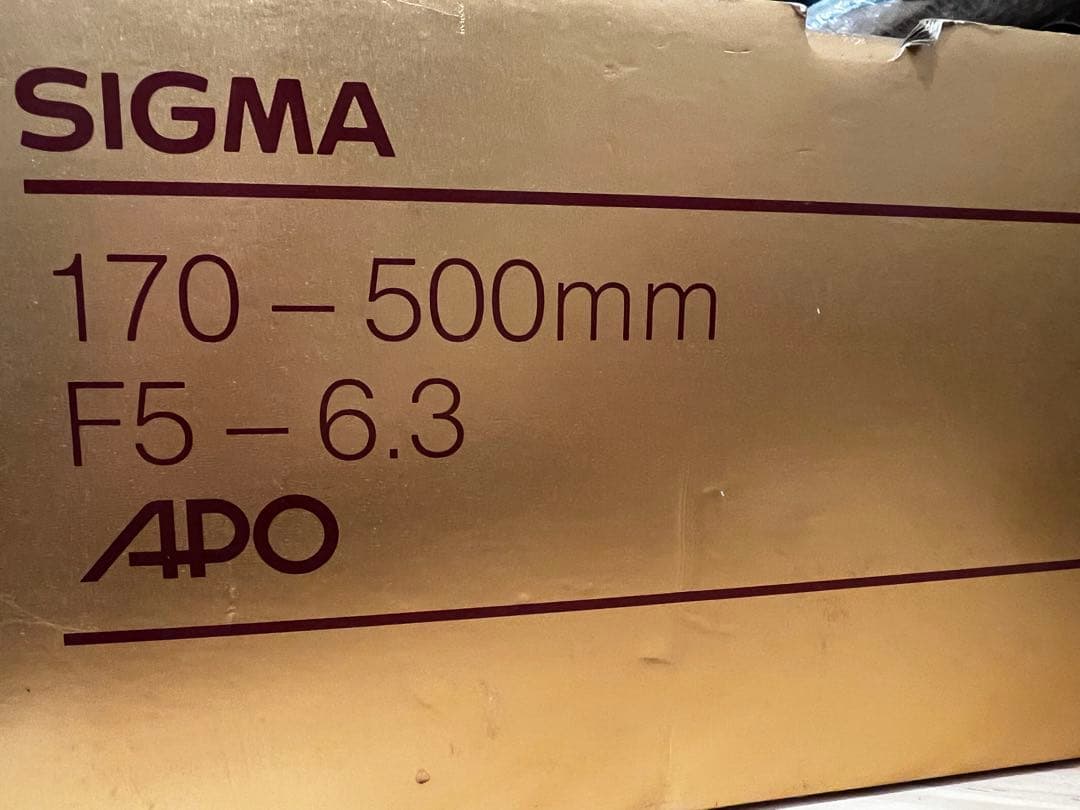 SIGMA
170 – 500mm
F5 – 6.3
APO